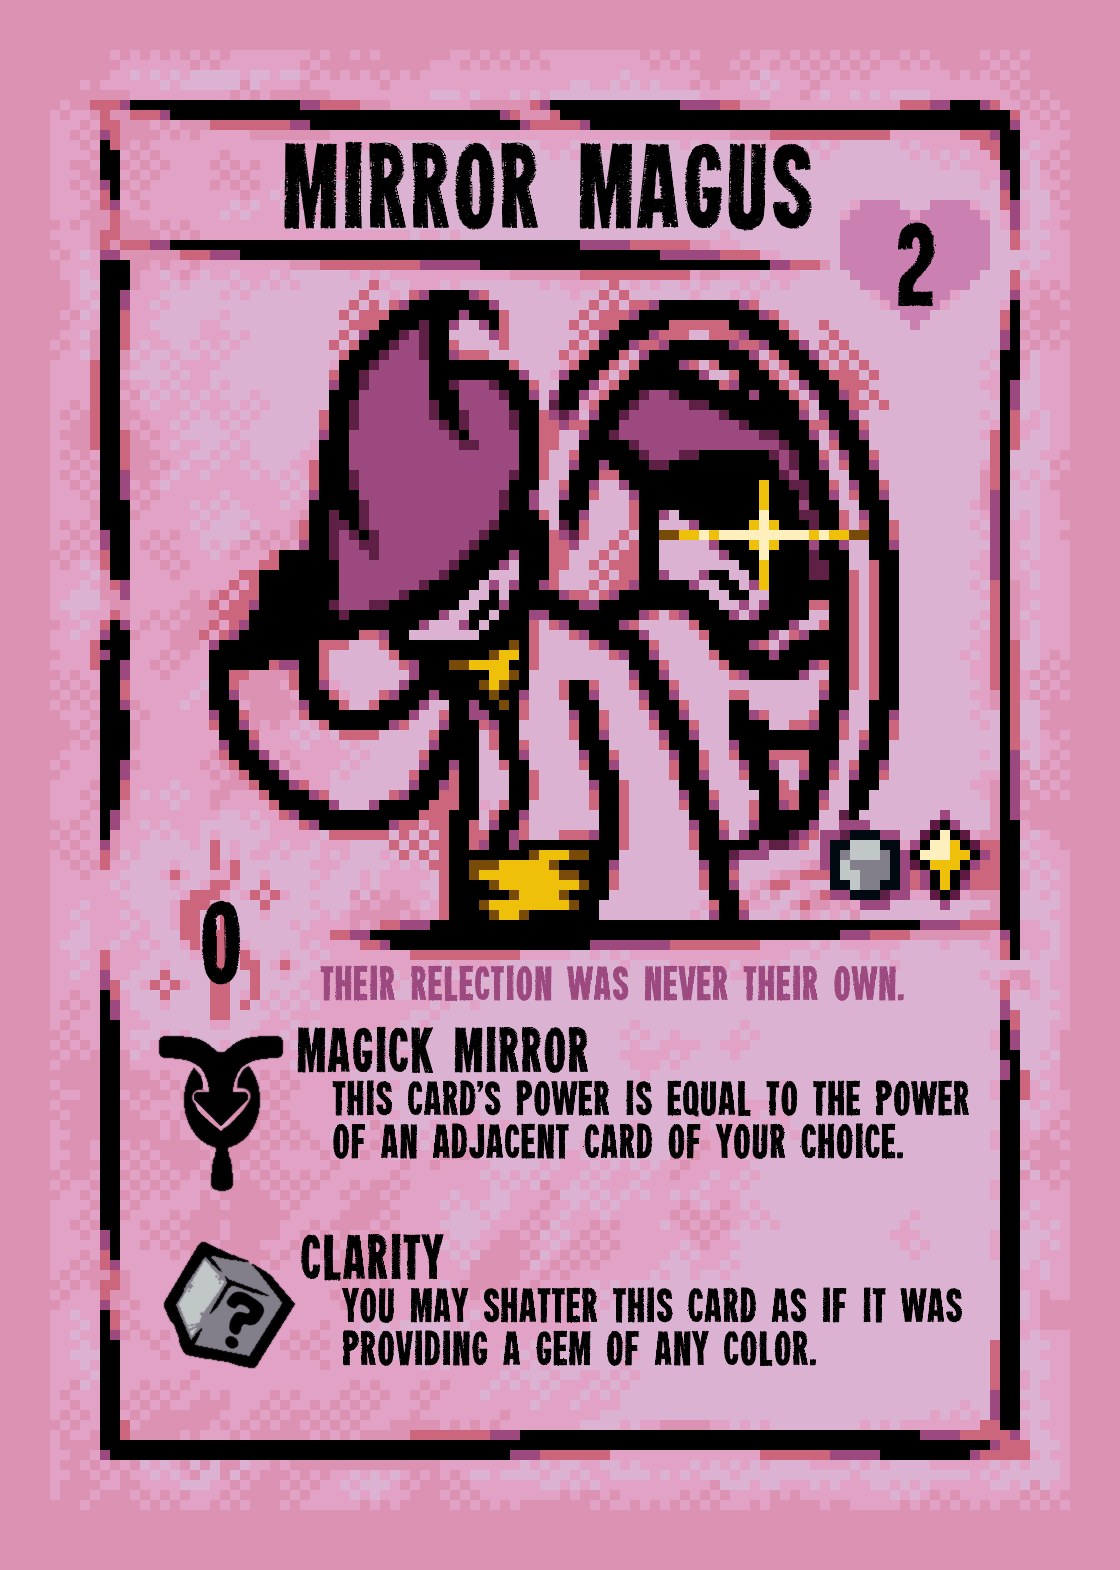 MIRROR MAGUS
2
0
THEIR RELECTION WAS NEVER THEIR OWN.
MAGICK MIRROR
THIS CARD'S POWER IS EQUAL TO THE POWER
OF AN ADJACENT CARD OF YOUR CHOICE.
CLARITY
?
YOU MAY SHATTER THIS CARD AS IF IT WAS
PROVIDING A GEM OF ANY COLOR.